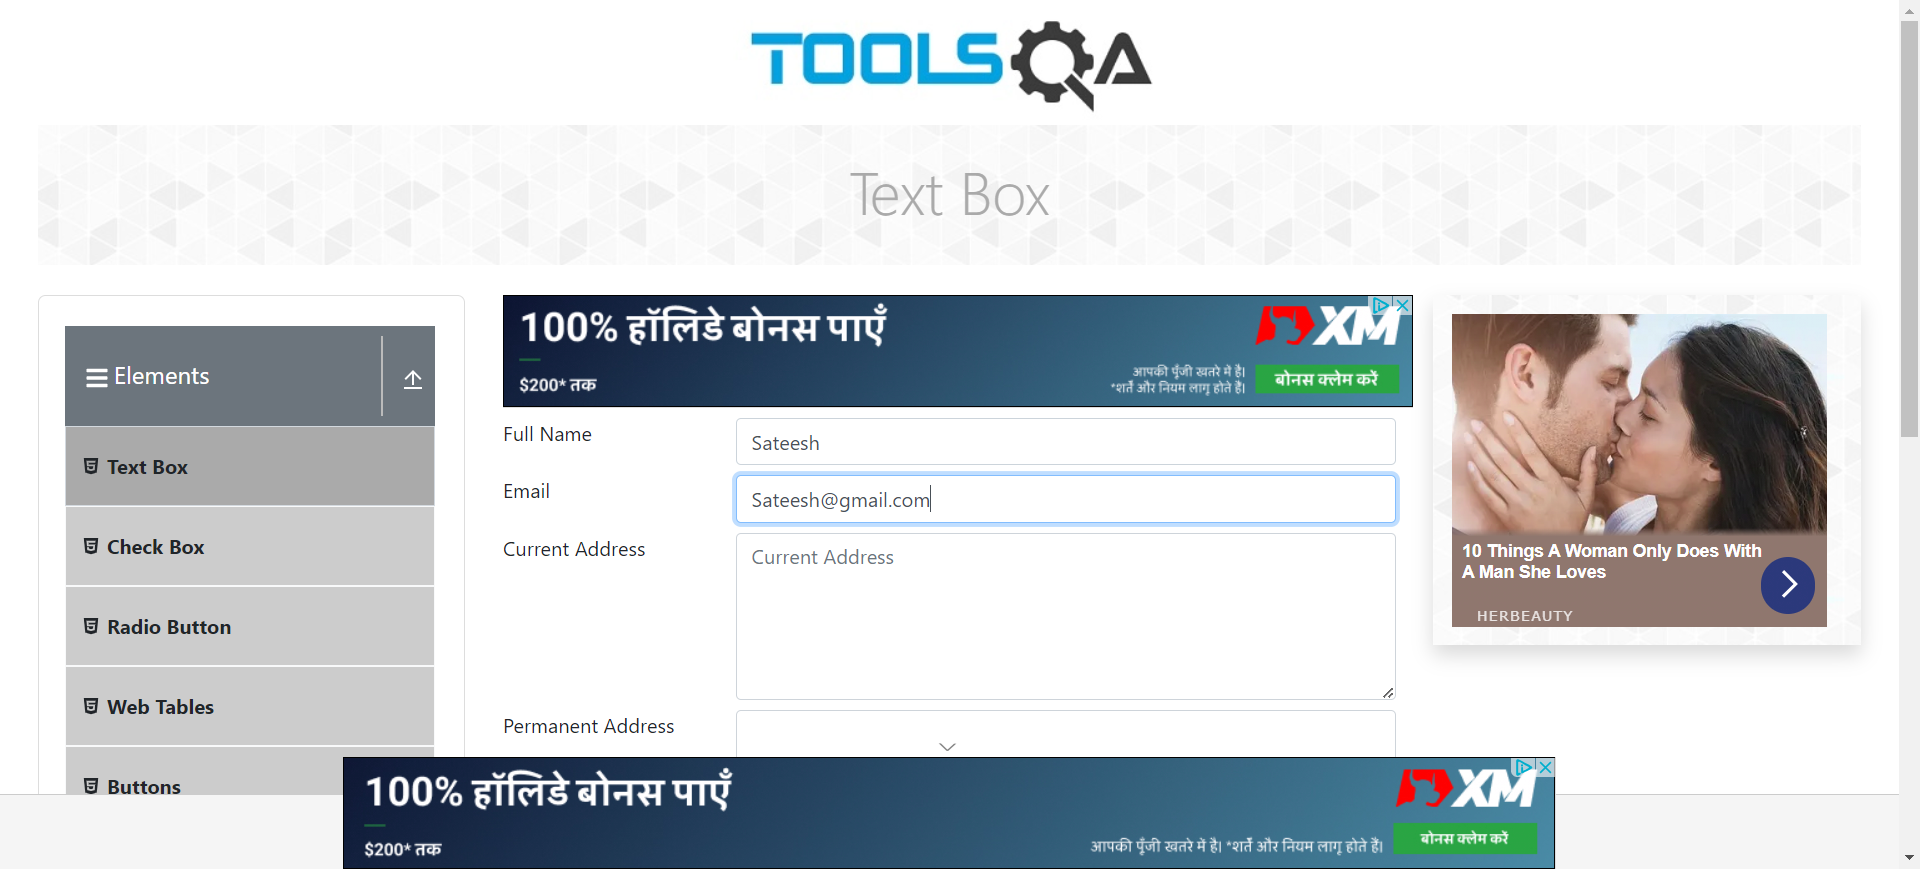 TOOLSQA
Text Box
Elements
Text Box
Check Box
Radio Button
Web Tables
Buttons
100% हॉलिडे बोनस पाएँ
$200* तक
XM
आपकी पूँजी खतरे में है।
*शर्तें और नियम लागू होते हैं।
बोनस क्लेम करें
Full Name
Sateesh
Email
Sateesh@gmail.com
Current Address
Current Address
Permanent Address
10 Things A Woman Only Does With
A Man She Loves
HERBEAUTY
100% हॉलिडे बोनस पाएँ
$200* तक
XM
आपकी पूँजी खतरे में है। *शर्तें और नियम लागू होते हैं।
बोनस क्लेम करें